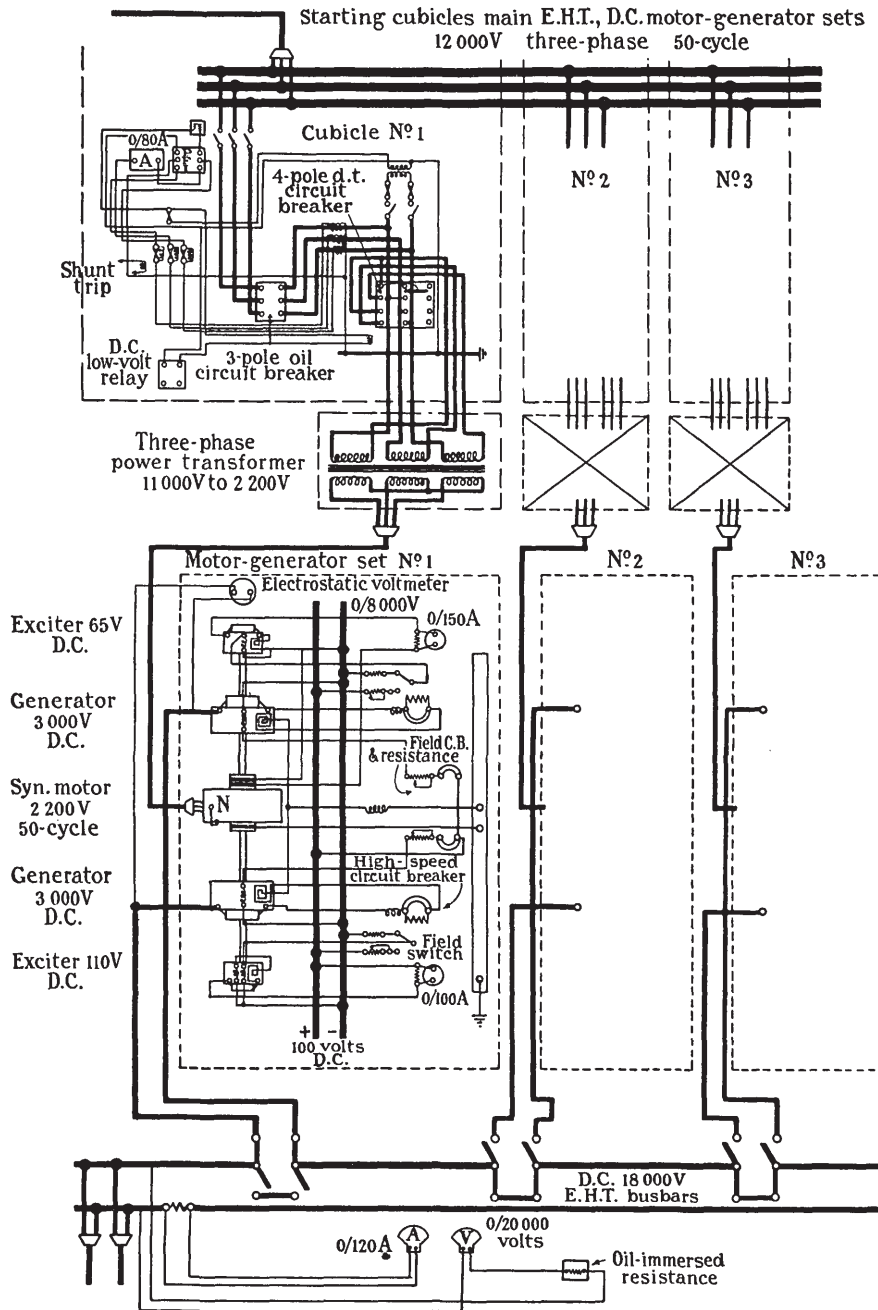 Starting cubicles main E.H.T., D.C. motor-generator sets
12 000V three-phase 50-cycle
Cubicle Nº 1
0/80A
A
4-pole d.t.
circuit
breaker
Nº 2
Nº 3
Shunt
trip
D.C.
low-volt
relay
3-pole oil
circuit breaker
Three-phase
power transformer
11 000V to 2 200V
Motor-generator set Nº 1
Nº 2
Nº 3
Electrostatic voltmeter
0/8 000V
0/150A
Exciter 65V
D.C.
Generator
3 000V
D.C.
Field C.B.
& resistance
Syn. motor
2 200V
50-cycle
N
High-speed
circuit breaker
Generator
3 000V
D.C.
Field
switch
Exciter 110V
D.C.
0/100A
+ -
100 volts
D.C.
D.C. 18 000V
E.H.T. busbars
0/120A
A
V
0/20 000
volts
Oil-immersed
resistance